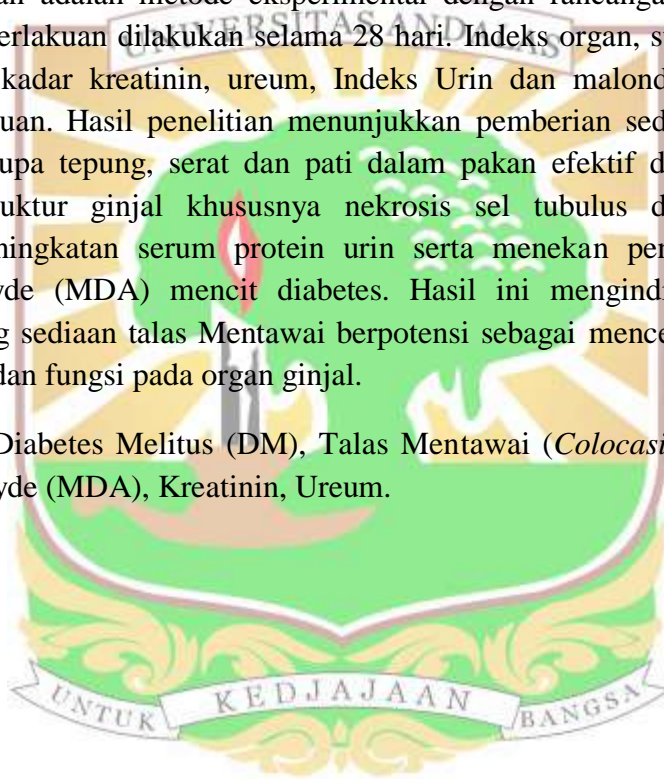 an adalah metode eksperimental dengan rancanga
erlakuan dilakukan selama 28 hari. Indeks organ, s
UNIVERSITAS ANDALAS
kadar kreatinin, ureum, Indeks Urin dan malond
uan. Hasil penelitian menunjukkan pemberian sed
upa tepung, serat dan pati dalam pakan efektif d
uktur ginjal khususnya nekrosis sel tubulus d
ningkatan serum protein urin serta menekan pen
yde (MDA) mencit diabetes. Hasil ini mengind
g sediaan talas Mentawai berpotensi sebagai mence
dan fungsi pada organ ginjal.
Diabetes Melitus (DM), Talas Mentawai (Colocasi
yde (MDA), Kreatinin, Ureum.
UNTUK KEDJAJAAN BANGSA